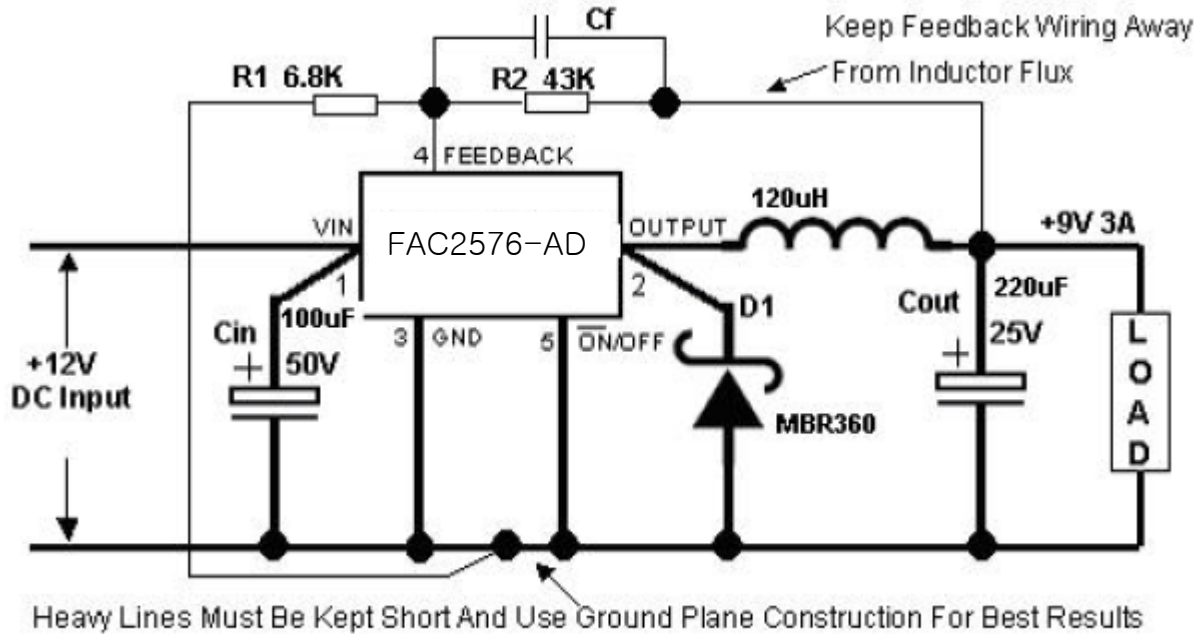 Cf
Keep Feedback Wiring Away
From Inductor Flux
R1 6.8K
R2 43K
4 FEEDBACK
120uH
VIN
FAC2576-AD
OUTPUT
+9V 3A
1
2
Cin
100uF
50V
3 GND
5 ON/OFF
D1
Cout
220uF
25V
+
+
+12V
DC Input
MBR360
LOAD
Heavy Lines Must Be Kept Short And Use Ground Plane Construction For Best Results